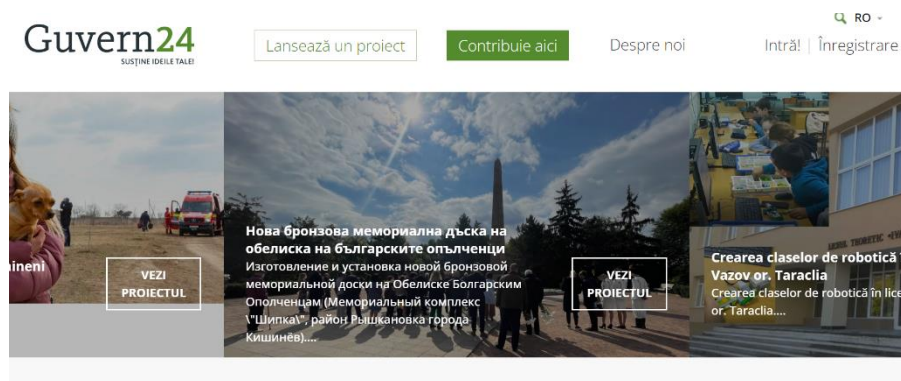 Guvern24
SUSȚINE IDEILE TALE!
Lansează un proiect
Contribuie aici
Despre noi
RO
Intră! | Înregistrare
ineni
VEZI
PROIECTUL
Нова бронзова мемориална дъска на
обелиска на българските опълченци
Изготовление и установка новой бронзовой
мемориальной доски на Обелиске Болгарским
Ополченцам (Мемориальный комплекс
\"Шипка\", район Рышкановка города
Кишинёв)....
VEZI
PROIECTUL
Crearea claselor de robotică
Vazov or. Taraclia
Crearea claselor de robotică în lice
or. Taraclia....